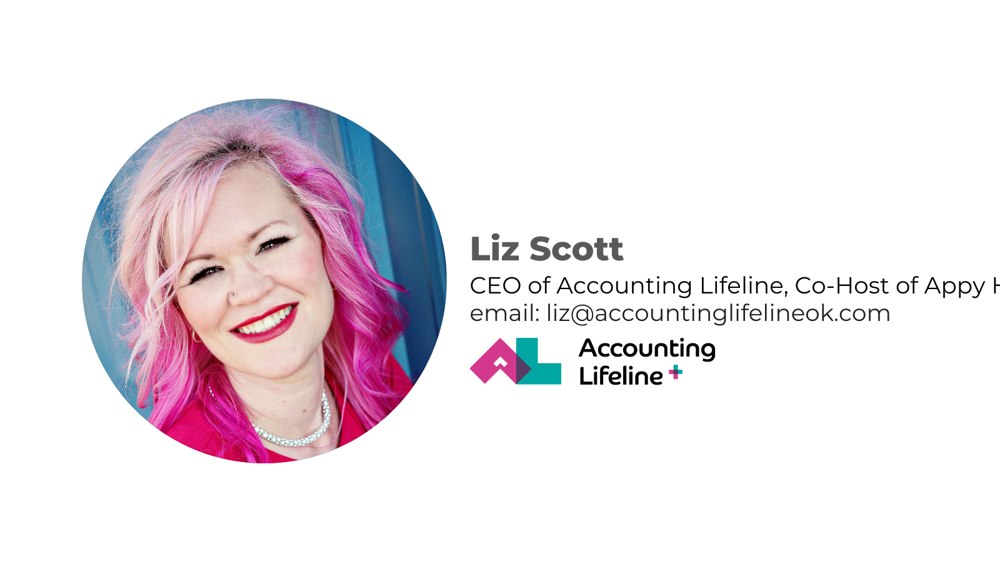 Liz Scott
CEO of Accounting Lifeline, Co-Host of Appy
email: liz@accountinglifelineok.com
Accounting
Lifeline +